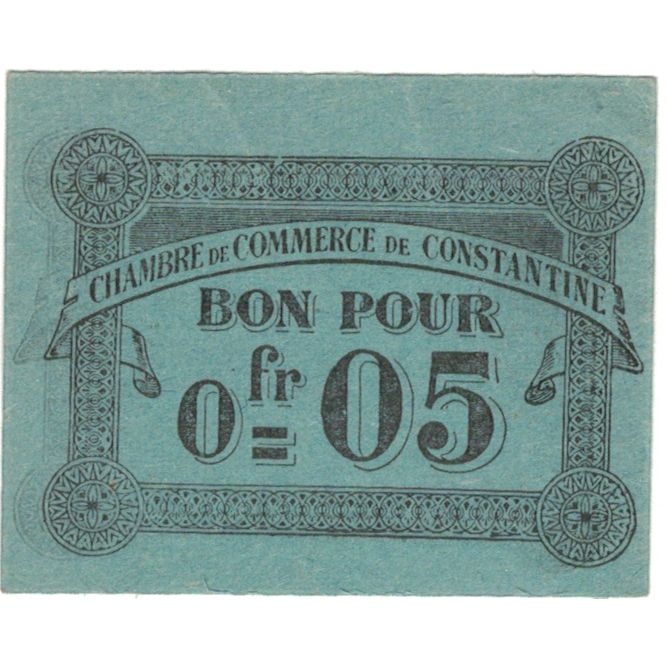 CHAMBRE DE COMMERCE DE CONSTANTINE
BON POUR
0fr=05